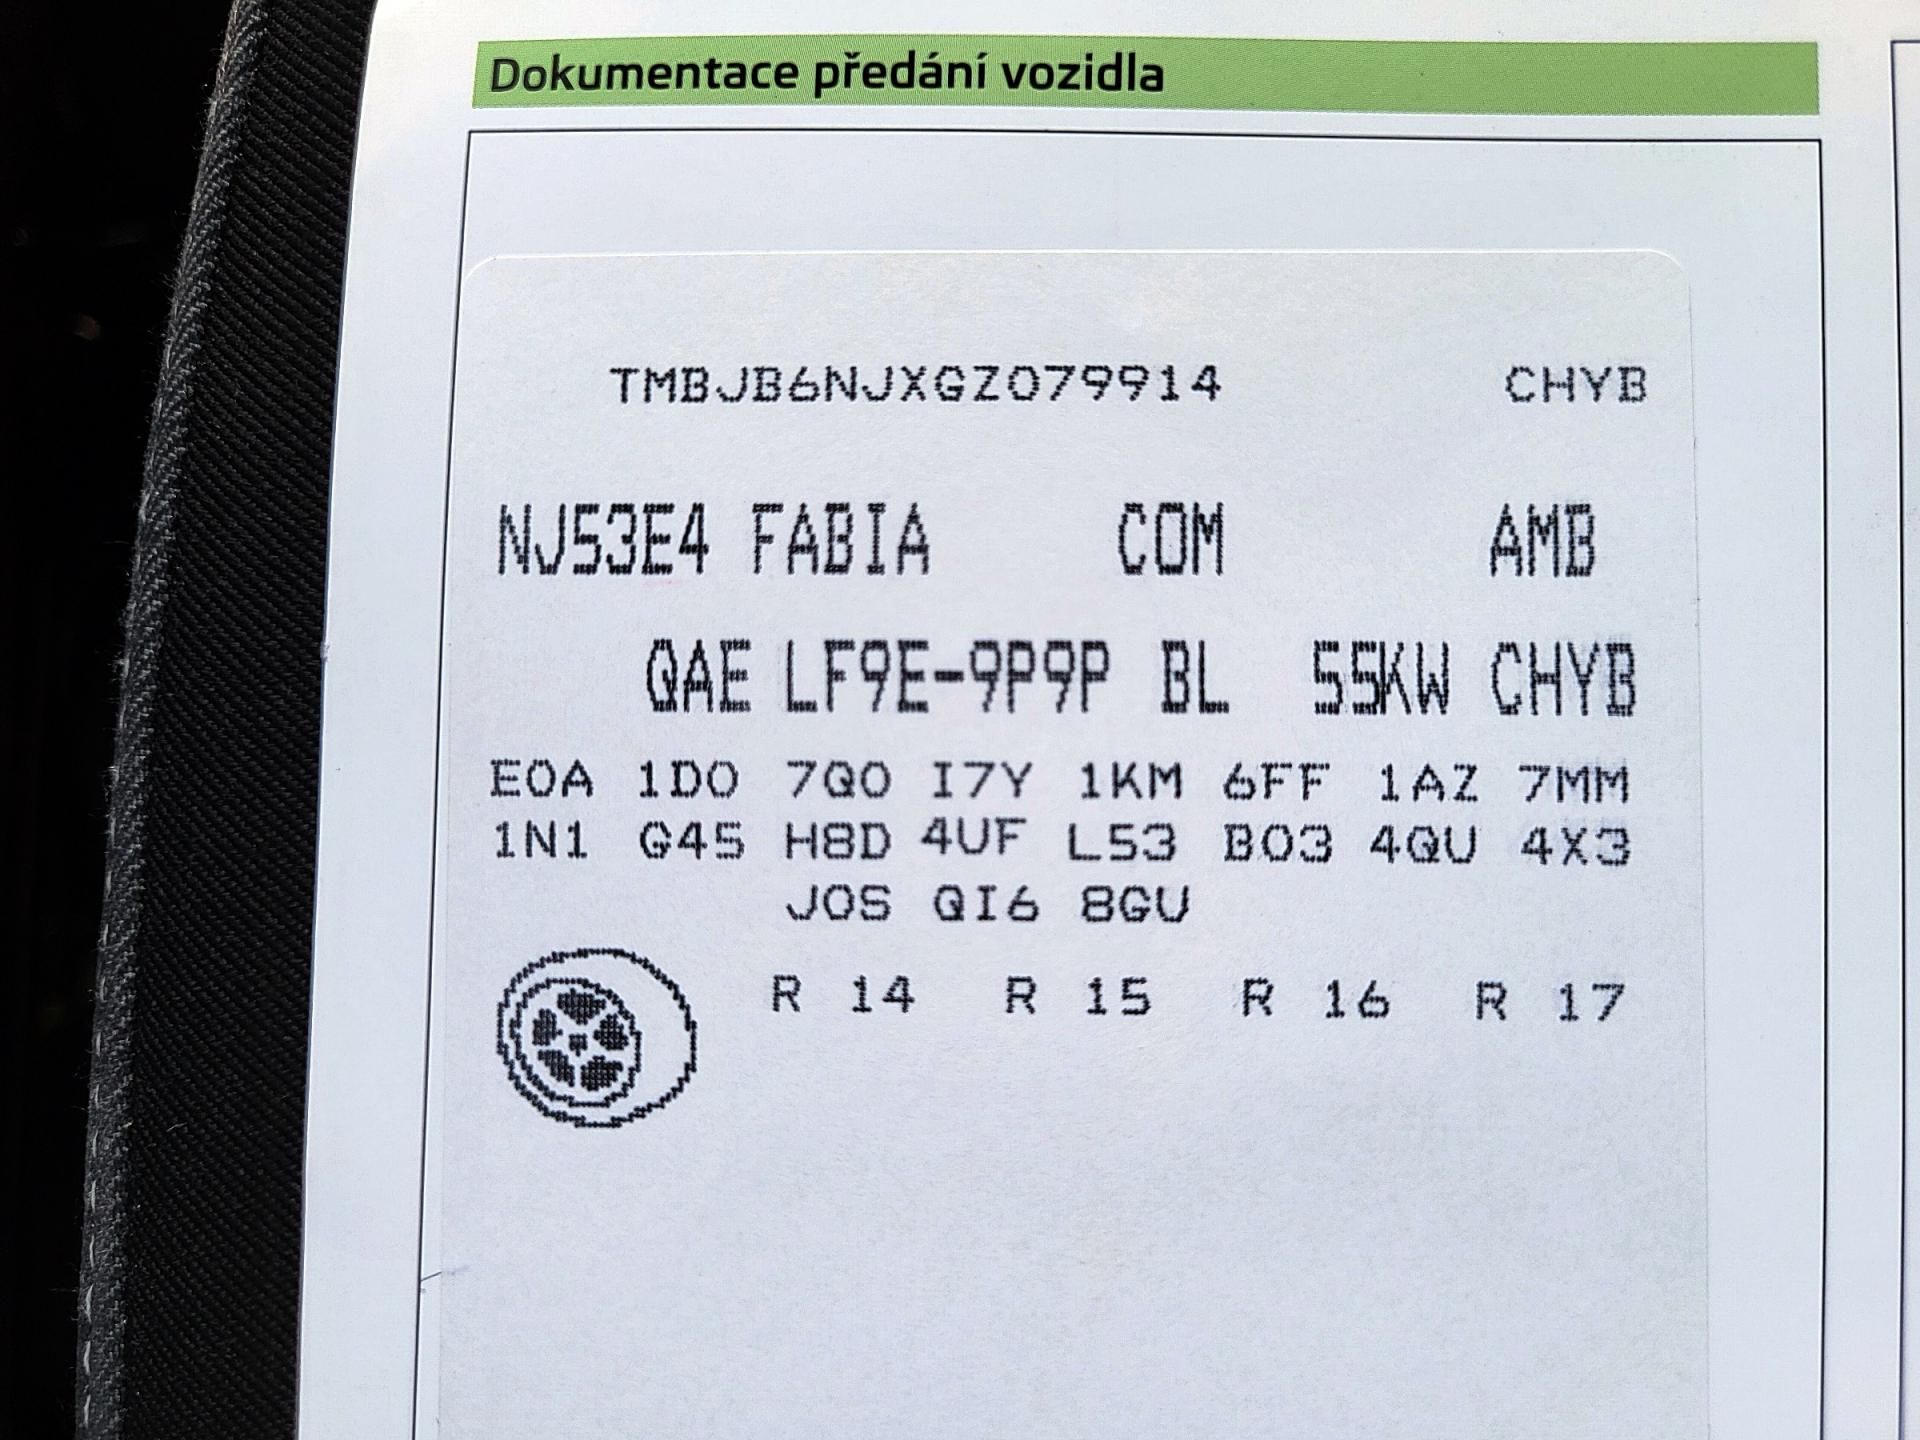 Dokumentace předání vozidla
TMBJB6NJXGZ079914 CHYB
NJ53E4 FABIA COM AMB
QAE LF9E-9P9P BL 55KW CHYB
E0A 1D0 7Q0 I7Y 1KM 6FF 1AZ 7MM
1N1 G45 H8D 4UF L53 B03 4QU 4X3
J0S QI6 8GU
R 14 R 15 R 16 R 17